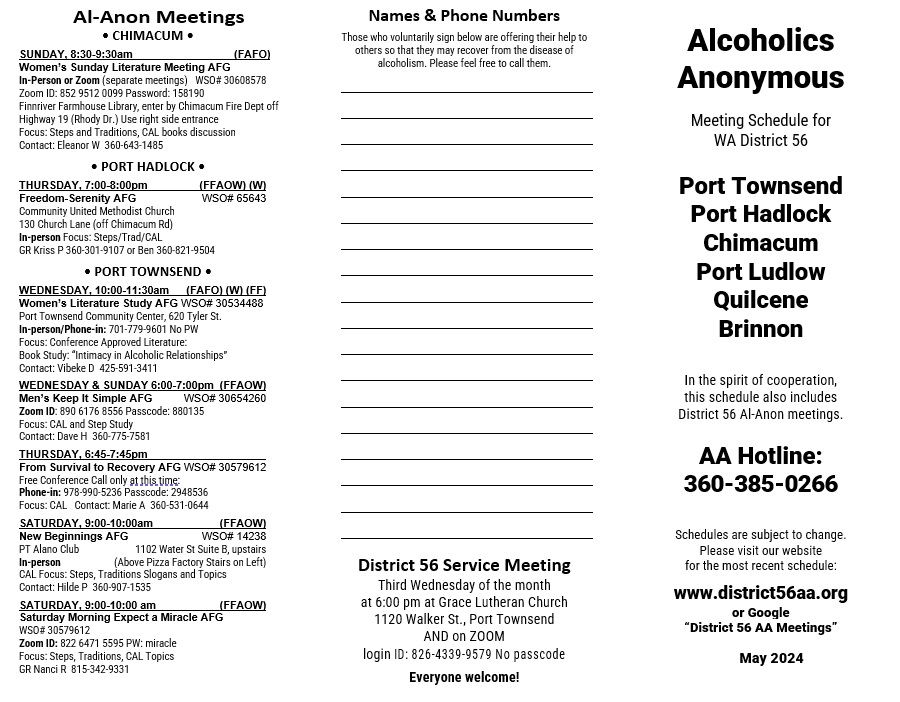 Al-Anon Meetings
• CHIMACUM •
SUNDAY, 8:30-9:30am (FAFO)
Women's Sunday Literature Meeting AFG
In-Person or Zoom (separate meetings) WSO# 30608578
Zoom ID: 852 9512 0099 Password: 158190
Finnriver Farmhouse Library, enter by Chimacum Fire Dept off
Highway 19 (Rhody Dr.) Use right side entrance
Focus: Steps and Traditions, CAL books discussion
Contact: Eleanor W 360-643-1485
• PORT HADLOCK •
THURSDAY, 7:00-8:00pm (FFAOW) (W)
Freedom-Serenity AFG WSO# 65643
Community United Methodist Church
130 Church Lane (off Chimacum Rd)
In-person Focus: Steps/Trad/CAL
GR Kriss P 360-301-9107 or Ben 360-821-9504
• PORT TOWNSEND •
WEDNESDAY, 10:00-11:30am (FAFO) (W) (FF)
Women's Literature Study AFG WSO# 30534488
Port Townsend Community Center, 620 Tyler St.
In-person/Phone-in: 701-779-9601 No PW
Focus: Conference Approved Literature:
Book Study: "Intimacy in Alcoholic Relationships"
Contact: Vibeke D 425-591-3411
WEDNESDAY & SUNDAY 6:00-7:00pm (FFAOW)
Men's Keep It Simple AFG WSO# 30654260
Zoom ID: 890 6176 8556 Passcode: 880135
Focus: CAL and Step Study
Contact: Dave H 360-775-7581
THURSDAY, 6:45-7:45pm
From Survival to Recovery AFG WSO# 30579612
Free Conference Call only at this time:
Phone-in: 978-990-5236 Passcode: 2948536
Focus: CAL Contact: Marie A 360-531-0644
SATURDAY, 9:00-10:00am (FFAOW)
New Beginnings AFG WSO# 14238
PT Alano Club 1102 Water St Suite B, upstairs
In-person (Above Pizza Factory Stairs on Left)
CAL Focus: Steps, Traditions Slogans and Topics
Contact: Hilde P 360-907-1535
SATURDAY, 9:00-10:00 am (FFAOW)
Saturday Morning Expect a Miracle AFG
WSO# 30579612
Zoom ID: 822 6471 5595 PW: miracle
Focus: Steps, Traditions, CAL Topics
GR Nanci R 815-342-9331
Names & Phone Numbers
Those who voluntarily sign below are offering their help to
others so that they may recover from the disease of
alcoholism. Please feel free to call them.
District 56 Service Meeting
Third Wednesday of the month
at 6:00 pm at Grace Lutheran Church
1120 Walker St., Port Townsend
AND on ZOOM
login ID: 826-4339-9579 No passcode
Everyone welcome!
Alcoholics
Anonymous
Meeting Schedule for
WA District 56
Port Townsend
Port Hadlock
Chimacum
Port Ludlow
Quilcene
Brinnon
In the spirit of cooperation,
this schedule also includes
District 56 Al-Anon meetings.
AA Hotline:
360-385-0266
Schedules are subject to change.
Please visit our website
for the most recent schedule:
www.district56aa.org
or Google
"District 56 AA Meetings"
May 2024